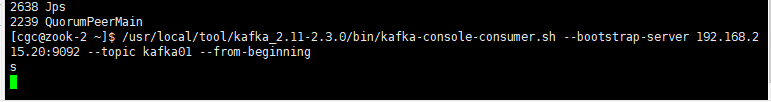 2638 Jps
2239 QuorumPeerMain
[cgc@zook-2 ~]$ /usr/local/tool/kafka_2.11-2.3.0/bin/kafka-console-consumer.sh --bootstrap-server 192.168.2
15.20:9092 --topic kafka01 --from-beginning
s